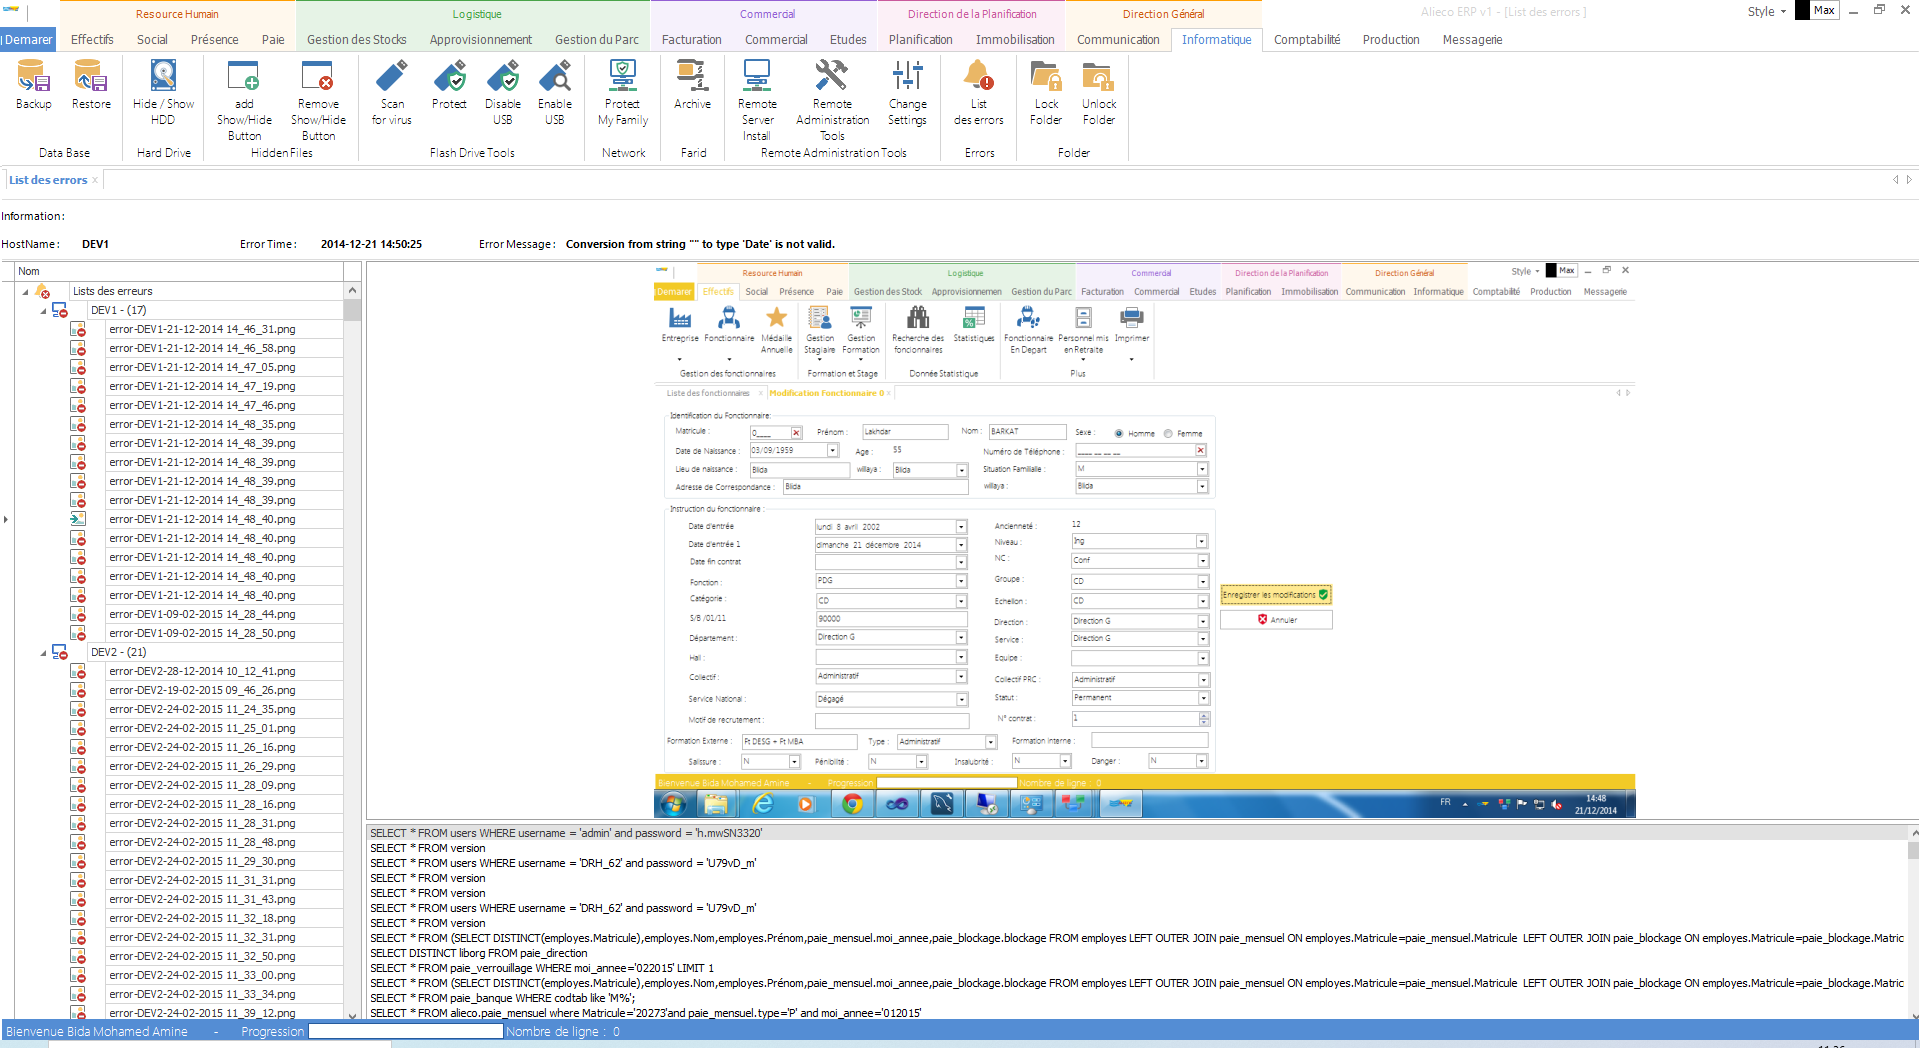 Resource Humain Logistique Commercial Direction de la Planification Direction Général Alieco ERP v1 - [List des errors ] Style Max
Demarer Effectifs Social Présence Paie Gestion des Stocks Approvisionnement Gestion du Parc Facturation Commercial Etudes Planification Immobilisation Communication Informatique Comptabilité Production Messagerie
Backup Restore Hide / Show HDD add Show/Hide Button Remove Show/Hide Button Scan for virus Protect Disable USB Enable USB Protect My Family Archive Remote Server Install Remote Administration Tools Change Settings List des errors Lock Folder Unlock Folder
Data Base Hard Drive Hidden Files Flash Drive Tools Network Farid Remote Administration Tools Errors Folder
List des errors x
Information :
HostName : DEV1 Error Time : 2014-12-21 14:50:25 Error Message : Conversion from string "" to type 'Date' is not valid.
Nom
Lists des erreurs
DEV1 - (17)
error-DEV1-21-12-2014 14_46_31.png
error-DEV1-21-12-2014 14_46_58.png
error-DEV1-21-12-2014 14_47_05.png
error-DEV1-21-12-2014 14_47_19.png
error-DEV1-21-12-2014 14_47_46.png
error-DEV1-21-12-2014 14_48_35.png
error-DEV1-21-12-2014 14_48_39.png
error-DEV1-21-12-2014 14_48_39.png
error-DEV1-21-12-2014 14_48_39.png
error-DEV1-21-12-2014 14_48_39.png
error-DEV1-21-12-2014 14_48_40.png
error-DEV1-21-12-2014 14_48_40.png
error-DEV1-21-12-2014 14_48_40.png
error-DEV1-21-12-2014 14_48_40.png
error-DEV1-21-12-2014 14_48_40.png
error-DEV1-09-02-2015 14_28_44.png
error-DEV1-09-02-2015 14_28_50.png
DEV2 - (21)
error-DEV2-28-12-2014 10_12_41.png
error-DEV2-19-02-2015 09_46_26.png
error-DEV2-24-02-2015 11_24_35.png
error-DEV2-24-02-2015 11_25_01.png
error-DEV2-24-02-2015 11_26_16.png
error-DEV2-24-02-2015 11_26_29.png
error-DEV2-24-02-2015 11_28_09.png
error-DEV2-24-02-2015 11_28_16.png
error-DEV2-24-02-2015 11_28_31.png
error-DEV2-24-02-2015 11_28_48.png
error-DEV2-24-02-2015 11_29_30.png
error-DEV2-24-02-2015 11_31_31.png
error-DEV2-24-02-2015 11_31_43.png
error-DEV2-24-02-2015 11_32_18.png
error-DEV2-24-02-2015 11_32_31.png
error-DEV2-24-02-2015 11_32_50.png
error-DEV2-24-02-2015 11_33_00.png
error-DEV2-24-02-2015 11_33_34.png
error-DEV2-24-02-2015 11_39_12.png
Resource Humain Logistique Commercial Direction de la Planification Direction Général Style Max
Demarer Effectifs Social Présence Paie Gestion des Stock Approvisionnement Gestion du Parc Facturation Commercial Etudes Planification Immobilisation Communication Informatique Comptabilité Production Messagerie
Entreprise Fonctionnaire Médaille Annuelle Gestion Stagiaire Gestion Formation Recherche des foncionnaires Statistiques Fonctionnaire En Depart Personnel mis en Retraite Imprimer
Gestion des fonctionnaires Formation et Stage Donnée Statistique Plus
Liste des fonctionnaires x Modification Fonctionnaire 0 x
Identification du Fonctionnaire:
Matricule : 0____ Prénom : Lakhdar Nom : BARKAT Sexe : Homme Femme
Date de Naissance : 03/09/1959 Age : 55 Numéro de Téléphone : ____ __ __ __
Lieu de naissance : Blida willaya : Blida Situation Familiale : M
Adresse de Correspondance : Blida willaya : Blida
Instruction du fonctionnaire :
Date d'entrée lundi 8 avril 2002 Ancienneté : 12
Date d'entrée 1 dimanche 21 décembre 2014 Niveau : Ing
Date fin contrat NC : Conf
Fonction : PDG Groupe : CD
Catégorie : CD Echellon : CD
S/B /01/11 90000 Direction : Direction G
Département : Direction G Service : Direction G
Hall : Equipe :
Collectif : Administratif Collectif PRC : Administratif
Service National : Dégagé Statut : Permanent
Motif de recrutement : N° contrat : 1
Formation Externe : Ft DESG + Ft MBA Type : Administratif Formation interne :
Salissure : N Pénibilité : N Insalubrité : N Danger : N
Enregistrer les modifications
Annuler
Bienvenue Bida Mohamed Amine - Progression Nombre de ligne : 0
FR 14:48
21/12/2014
SELECT * FROM users WHERE username = 'admin' and password = 'h.mwSN3320'
SELECT * FROM version
SELECT * FROM users WHERE username = 'DRH_62' and password = 'U79vD_m'
SELECT * FROM version
SELECT * FROM version
SELECT * FROM users WHERE username = 'DRH_62' and password = 'U79vD_m'
SELECT * FROM version
SELECT * FROM (SELECT DISTINCT(employes.Matricule),employes.Nom,employes.Prénom,paie_mensuel.moi_annee,paie_blockage.blockage FROM employes LEFT OUTER JOIN paie_mensuel ON employes.Matricule=paie_mensuel.Matricule LEFT OUTER JOIN paie_blockage ON employes.Matricule=paie_blockage.Matric
SELECT DISTINCT liborg FROM paie_direction
SELECT * FROM paie_verrouillage WHERE moi_annee='022015' LIMIT 1
SELECT * FROM (SELECT DISTINCT(employes.Matricule),employes.Nom,employes.Prénom,paie_mensuel.moi_annee,paie_blockage.blockage FROM employes LEFT OUTER JOIN paie_mensuel ON employes.Matricule=paie_mensuel.Matricule LEFT OUTER JOIN paie_blockage ON employes.Matricule=paie_blockage.Matric
SELECT * FROM paie_banque WHERE codtab like 'M%';
SELECT * FROM alieco.paie_mensuel where Matricule='20273'and paie_mensuel.type='P' and moi_annee='012015'
Bienvenue Bida Mohamed Amine - Progression Nombre de ligne : 0